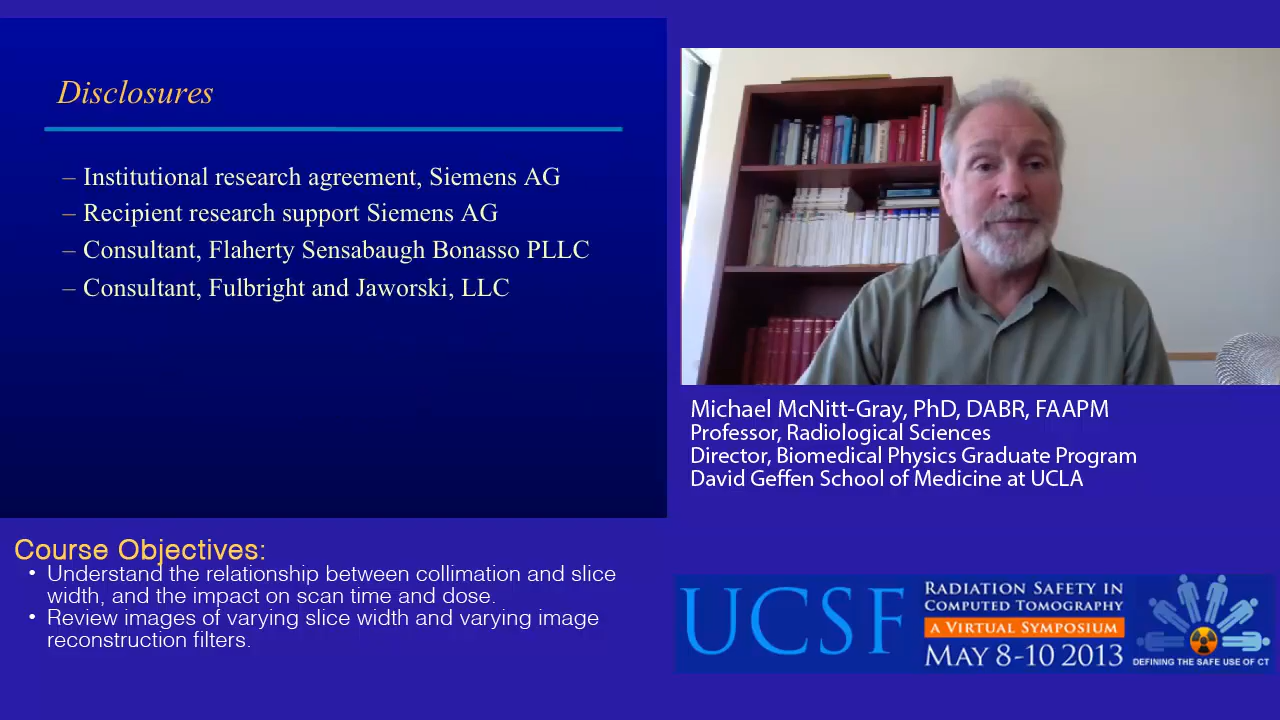 Disclosures
– Institutional research agreement, Siemens AG
– Recipient research support Siemens AG
– Consultant, Flaherty Sensabaugh Bonasso PLLC
– Consultant, Fulbright and Jaworski, LLC
Michael McNitt-Gray, PhD, DABR, FAAPM
Professor, Radiological Sciences
Director, Biomedical Physics Graduate Program
David Geffen School of Medicine at UCLA
Course Objectives:
• Understand the relationship between collimation and slice
width, and the impact on scan time and dose.
• Review images of varying slice width and varying image
reconstruction filters.
UCSF
RADIATION SAFETY IN
COMPUTED TOMOGRAPHY
A VIRTUAL SYMPOSIUM
MAY 8-10 2013
DEFINING THE SAFE USE OF CT